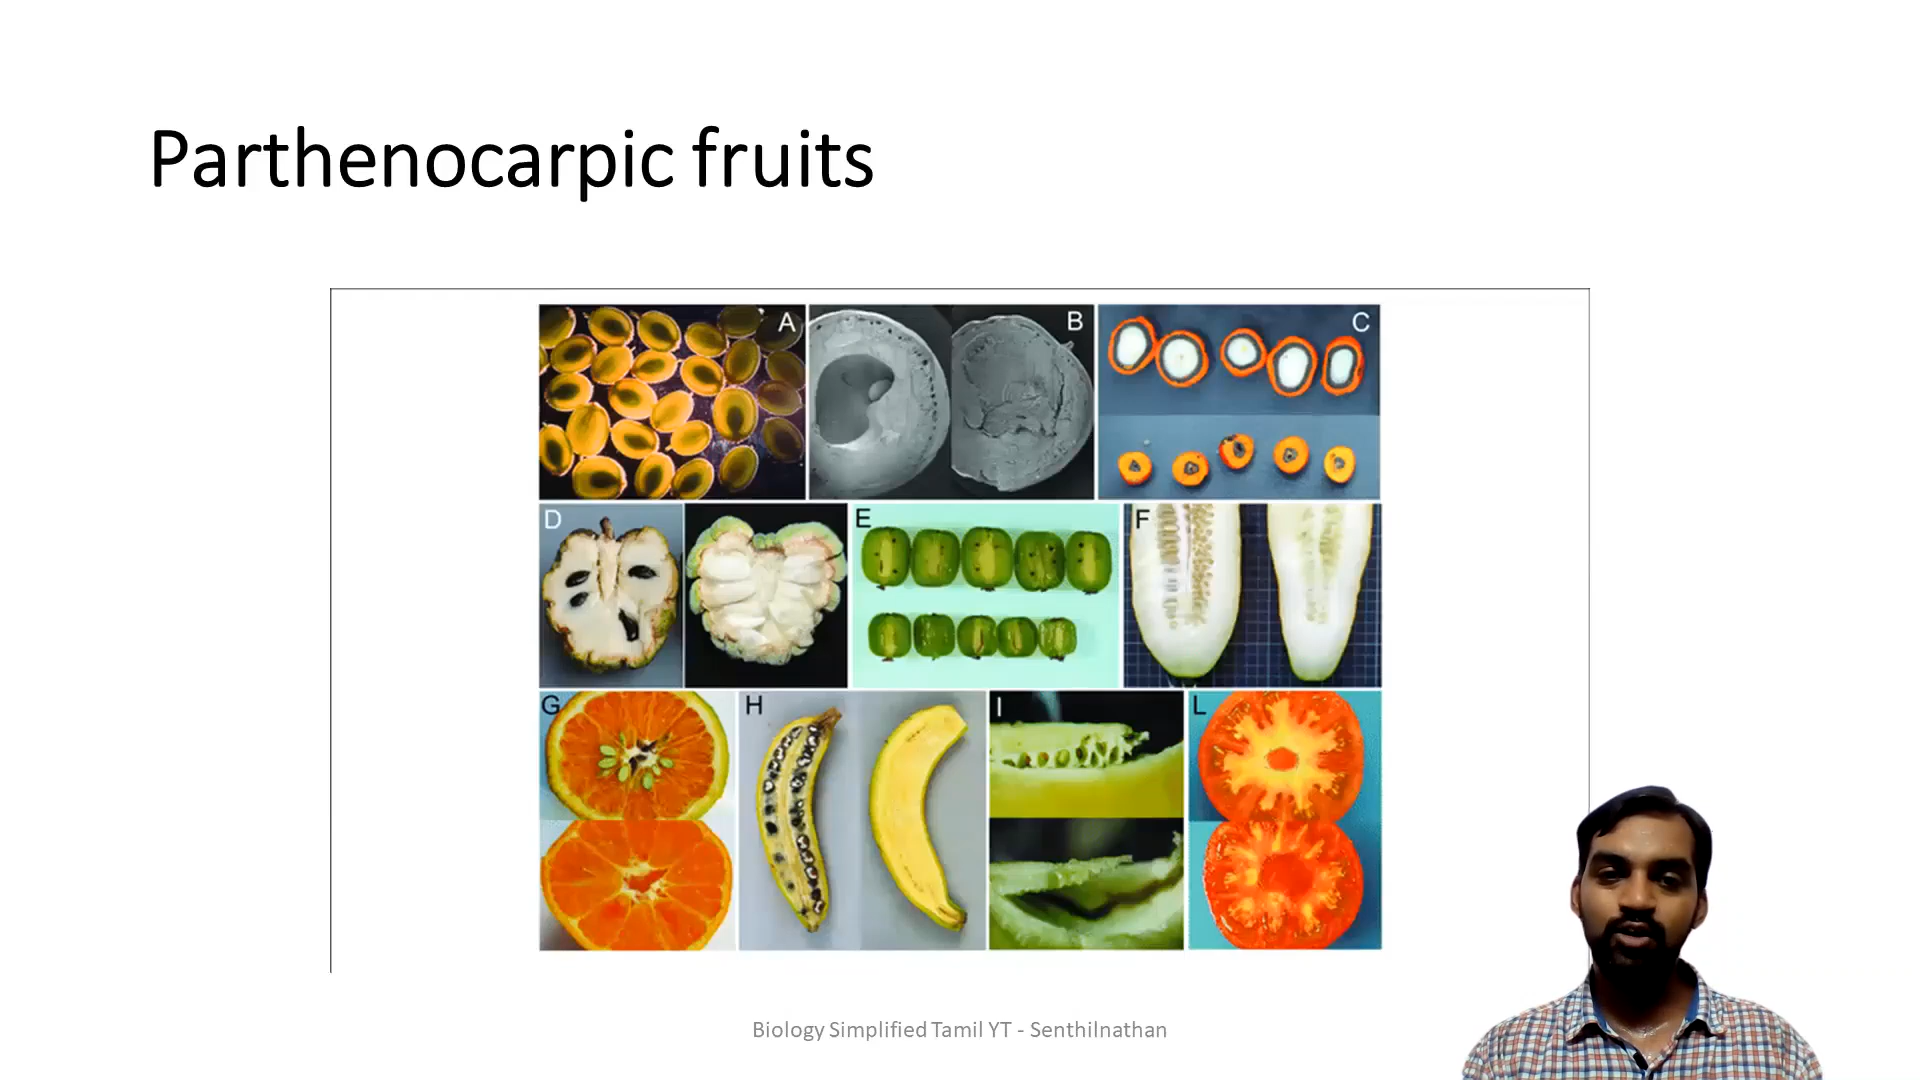 Parthenocarpic fruits
A
B
C
D
E
F
G
H
I
L
Biology Simplified Tamil YT - Senthilnathan